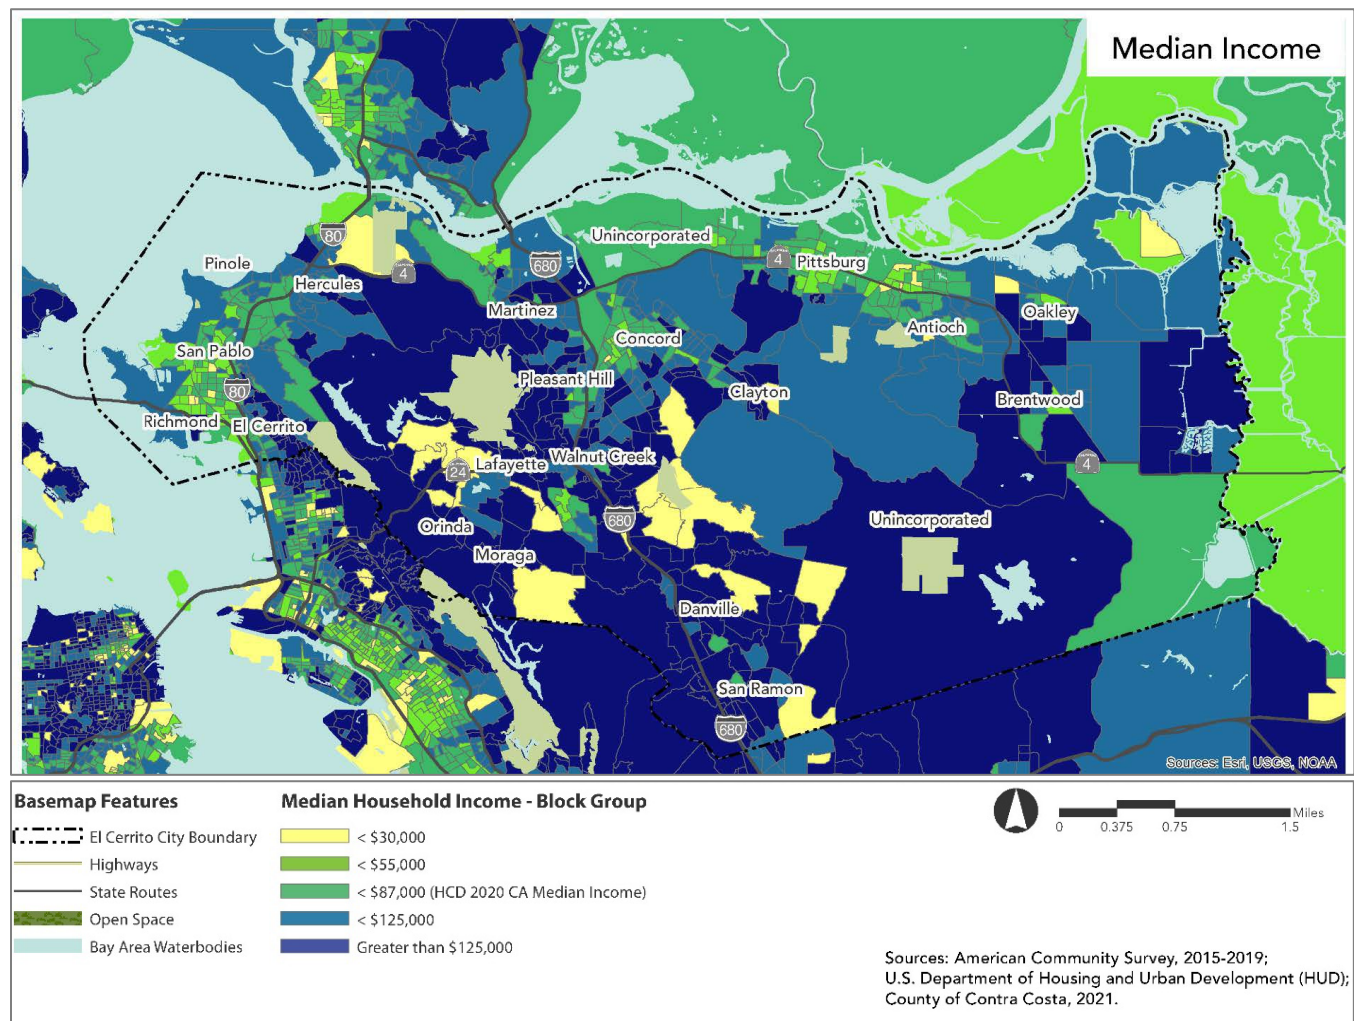 Median Income
80
Unincorporated
680
4
Pittsburg
Pinole
4
Hercules
Martinez
Oakley
Antioch
Concord
San Pablo
80
Pleasant Hill
Clayton
Brentwood
Richmond
El Cerrito
Walnut Creek
Lafayette
24
4
Orinda
680
Unincorporated
Moraga
Danville
San Ramon
680
Sources: Esri, USGS, NOAA
Basemap Features
El Cerrito City Boundary
Highways
State Routes
Open Space
Bay Area Waterbodies
Median Household Income - Block Group
< $30,000
< $55,000
< $87,000 (HCD 2020 CA Median Income)
< $125,000
Greater than $125,000
Miles
0 0.375 0.75 1.5
Sources: American Community Survey, 2015-2019;
U.S. Department of Housing and Urban Development (HUD);
County of Contra Costa, 2021.